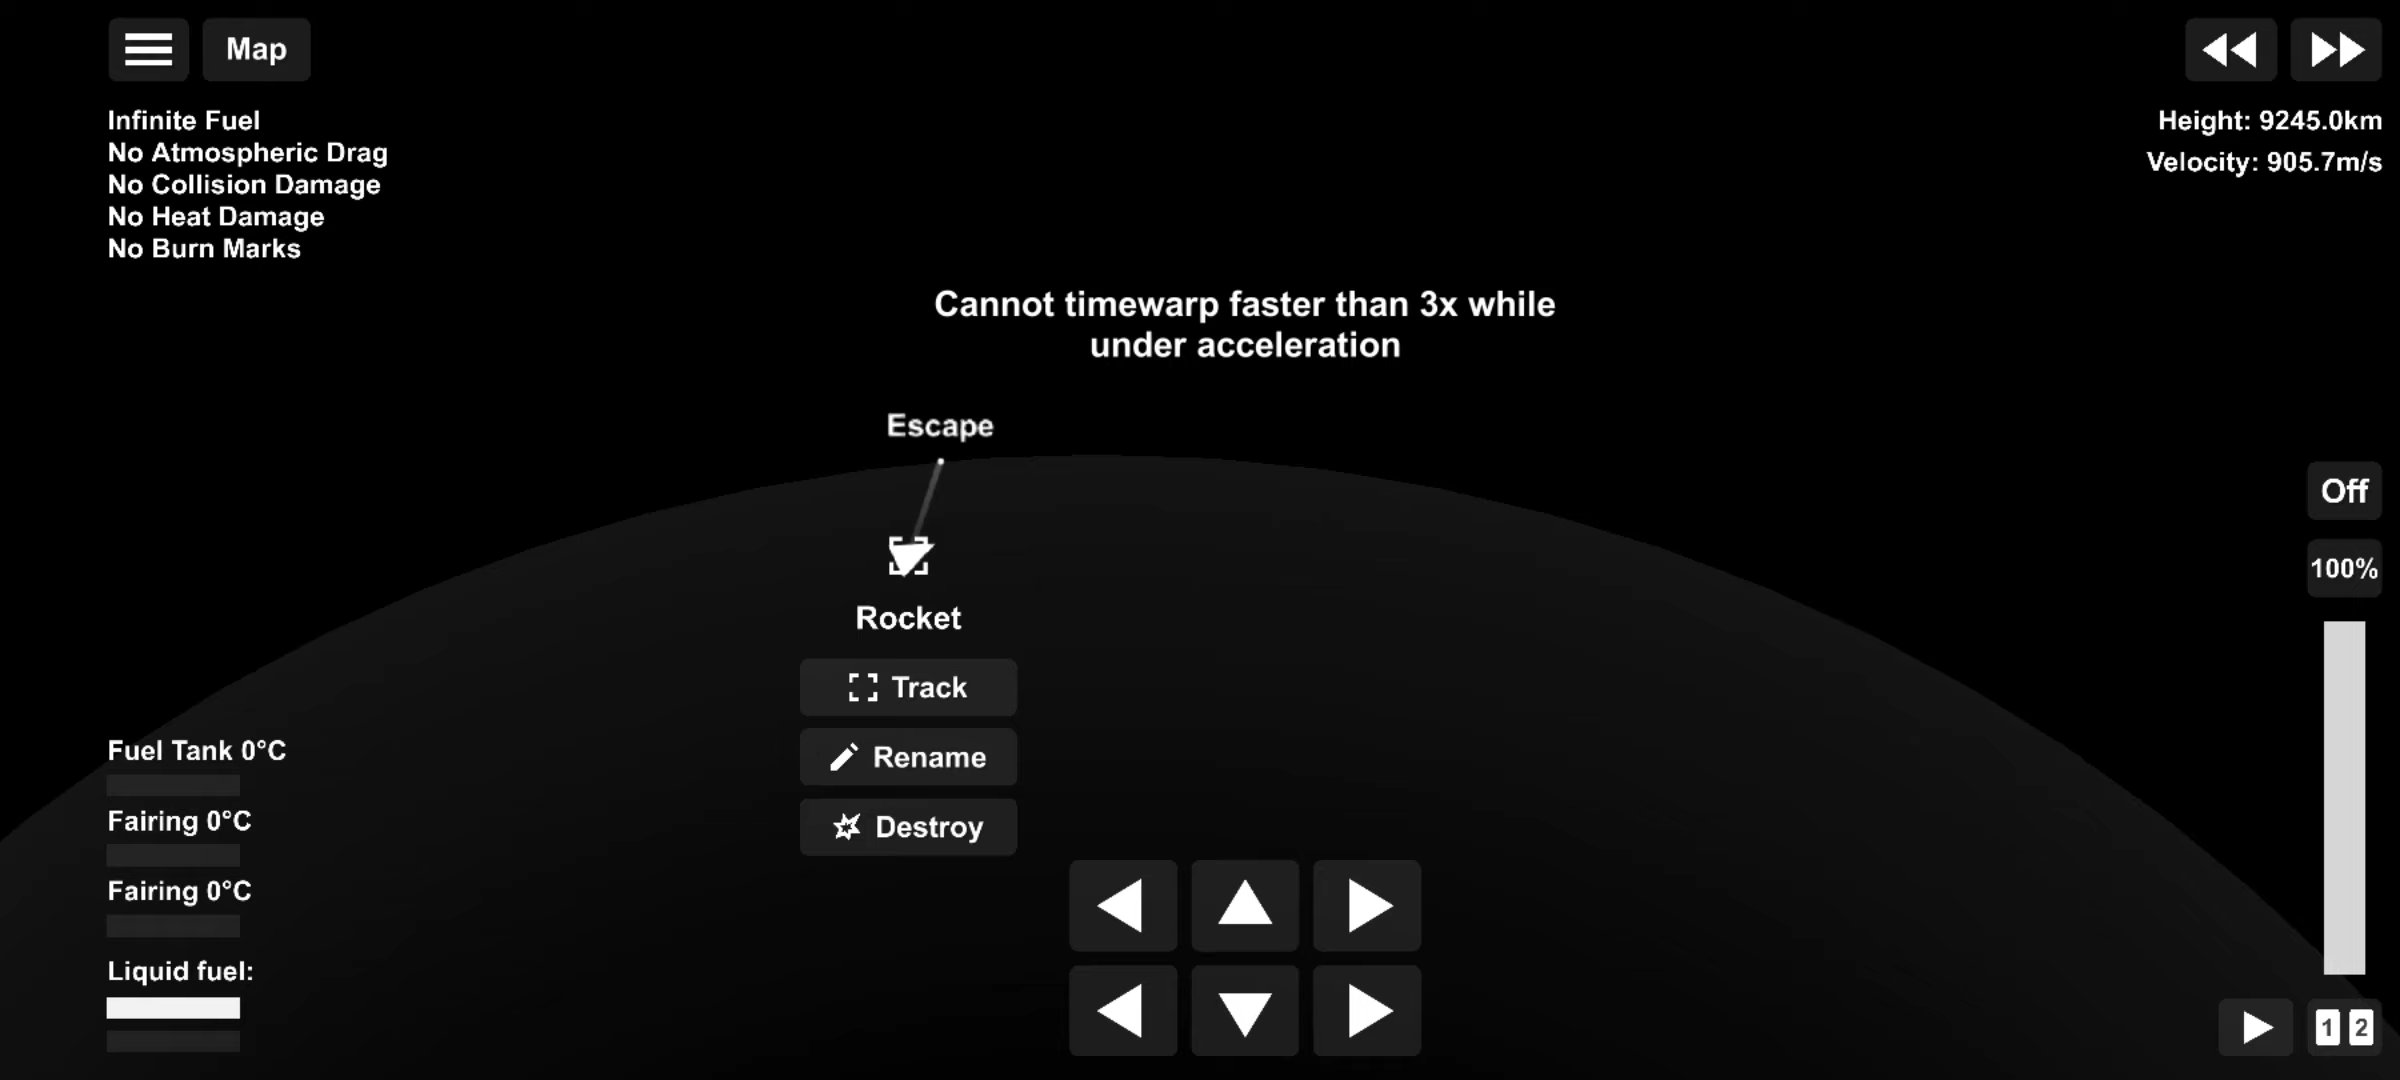 Map
Infinite Fuel
No Atmospheric Drag
No Collision Damage
No Heat Damage
No Burn Marks
Height: 9245.0km
Velocity: 905.7m/s
Cannot timewarp faster than 3x while
under acceleration
Escape
Rocket
Track
Rename
Destroy
Off
100%
Fuel Tank 0°C
Fairing 0°C
Fairing 0°C
Liquid fuel:
1 2